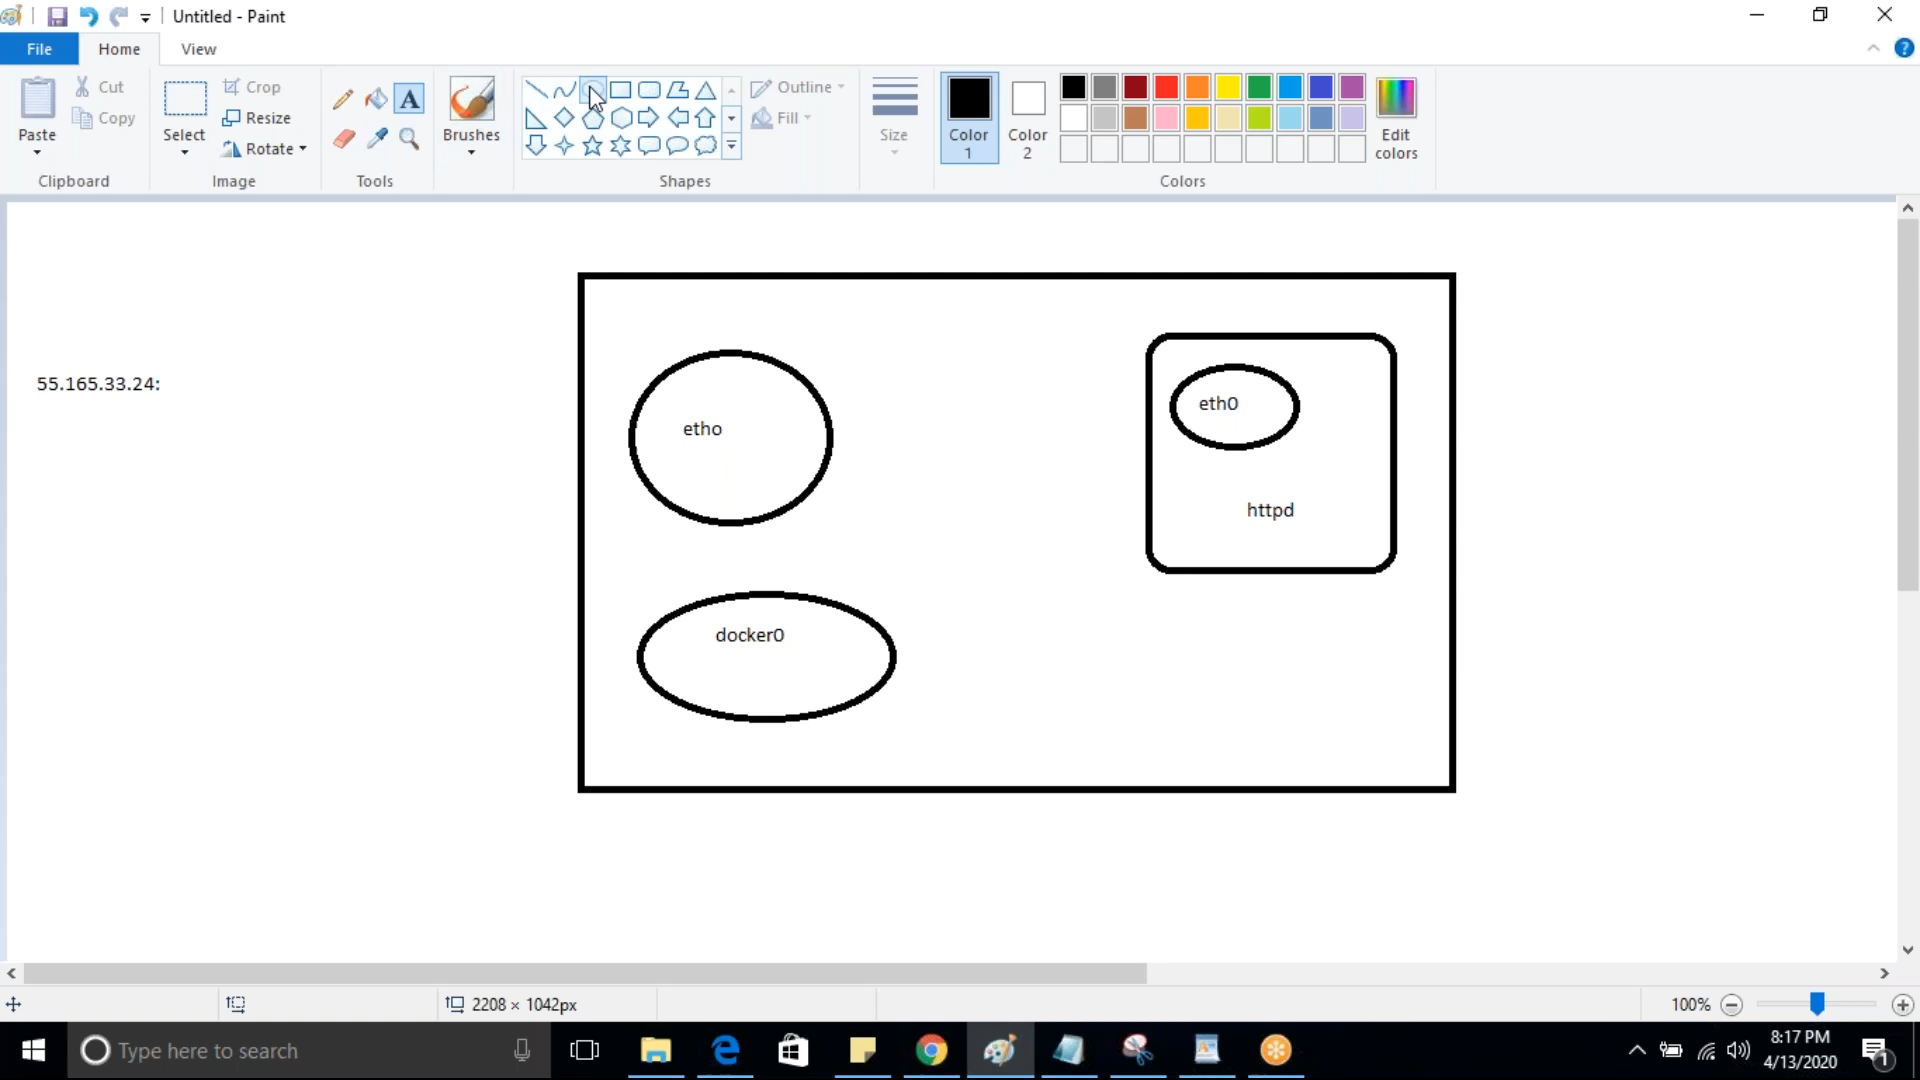 Untitled - Paint
File Home View
Cut
Copy
Paste
Clipboard
Crop
Resize
Rotate
Select
Image
A
Tools
Brushes
Shapes
Outline
Fill
Size
Color 1
Color 2
Edit colors
Colors
55.165.33.24:
etho
eth0
httpd
docker0
2208 × 1042px
100%
Type here to search
8:17 PM
4/13/2020
1